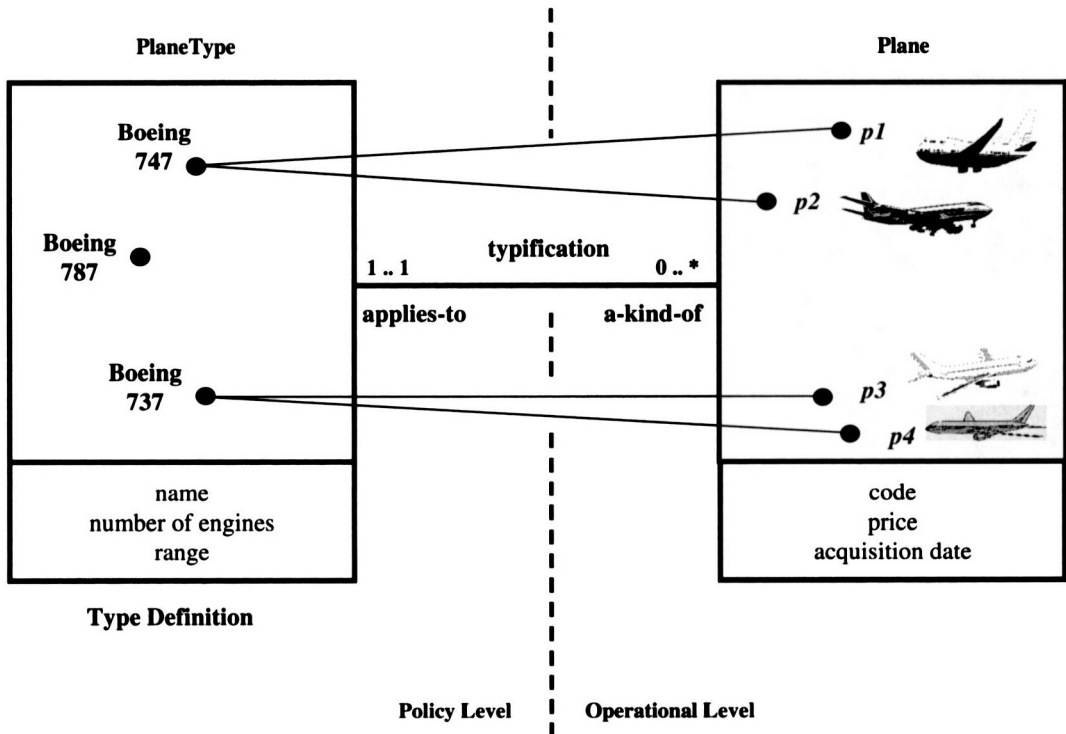 PlaneType
Plane
Boeing
747
p1
p2
Boeing
787
typification
1 .. 1
0 .. *
applies-to
a-kind-of
Boeing
737
p3
p4
name
number of engines
range
code
price
acquisition date
Type Definition
Policy Level
Operational Level